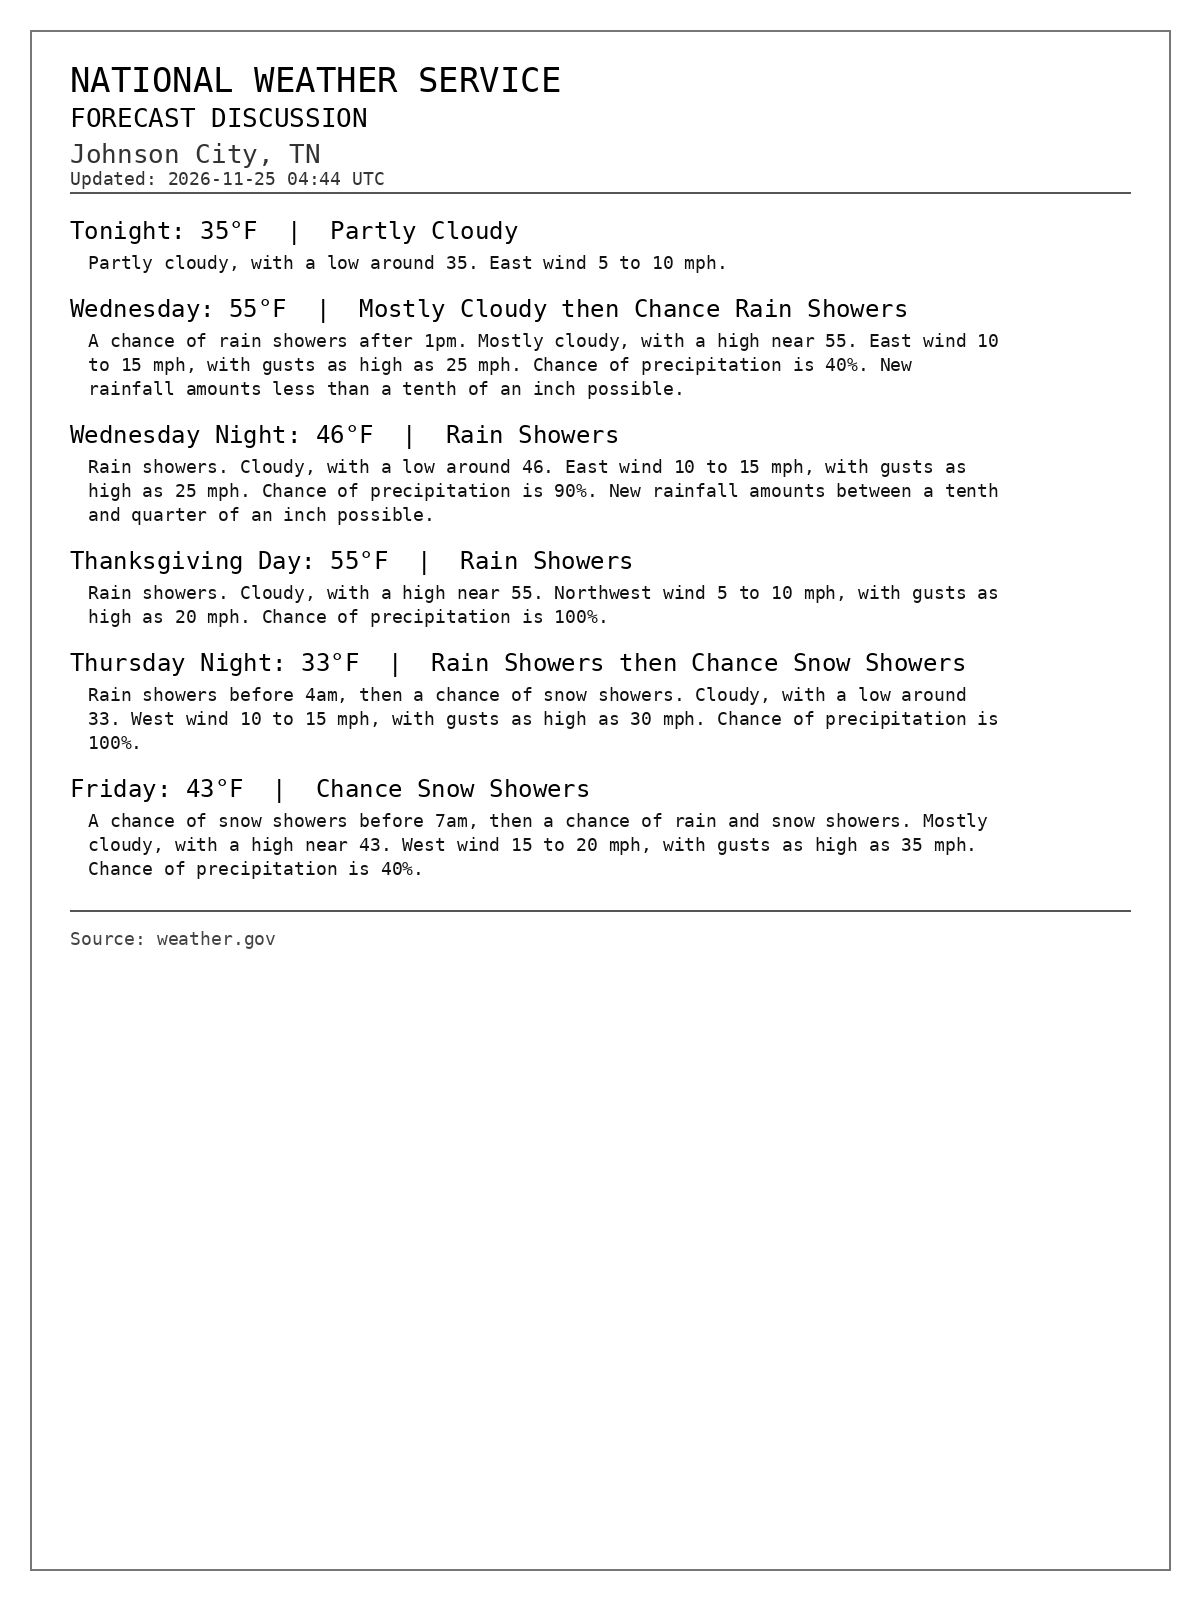 NATIONAL WEATHER SERVICE
FORECAST DISCUSSION
Johnson City, TN
Updated: 2026-11-25 04:44 UTC
Tonight: 35°F | Partly Cloudy
Partly cloudy, with a low around 35. East wind 5 to 10 mph.
Wednesday: 55°F | Mostly Cloudy then Chance Rain Showers
A chance of rain showers after 1pm. Mostly cloudy, with a high near 55. East wind 10
to 15 mph, with gusts as high as 25 mph. Chance of precipitation is 40%. New
rainfall amounts less than a tenth of an inch possible.
Wednesday Night: 46°F | Rain Showers
Rain showers. Cloudy, with a low around 46. East wind 10 to 15 mph, with gusts as
high as 25 mph. Chance of precipitation is 90%. New rainfall amounts between a tenth
and quarter of an inch possible.
Thanksgiving Day: 55°F | Rain Showers
Rain showers. Cloudy, with a high near 55. Northwest wind 5 to 10 mph, with gusts as
high as 20 mph. Chance of precipitation is 100%.
Thursday Night: 33°F | Rain Showers then Chance Snow Showers
Rain showers before 4am, then a chance of snow showers. Cloudy, with a low around
33. West wind 10 to 15 mph, with gusts as high as 30 mph. Chance of precipitation is
100%.
Friday: 43°F | Chance Snow Showers
A chance of snow showers before 7am, then a chance of rain and snow showers. Mostly
cloudy, with a high near 43. West wind 15 to 20 mph, with gusts as high as 35 mph.
Chance of precipitation is 40%.
Source: weather.gov